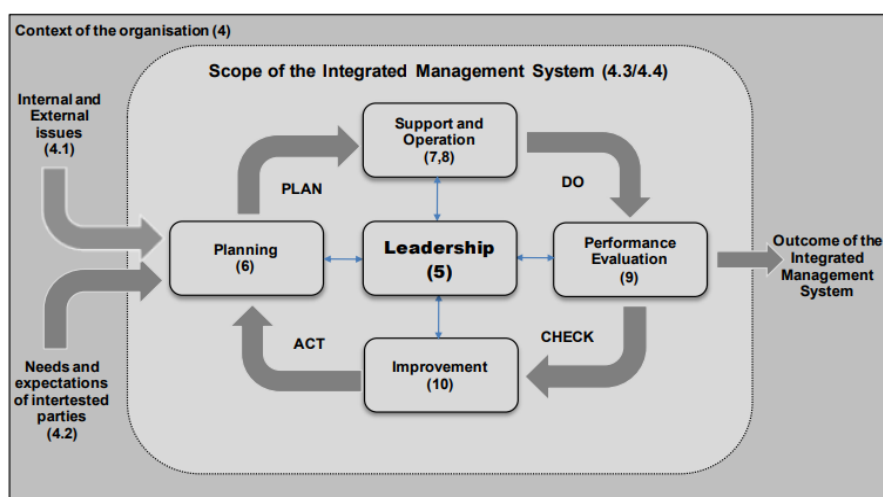 Context of the organisation (4)
Scope of the Integrated Management System (4.3/4.4)
Internal and
External
issues
(4.1)
Support and
Operation
(7,8)
PLAN
DO
Planning
(6)
Leadership
(5)
Performance
Evaluation
(9)
Outcome of the
Integrated
Management
System
ACT
CHECK
Improvement
(10)
Needs and
expectations
of intertested
parties
(4.2)